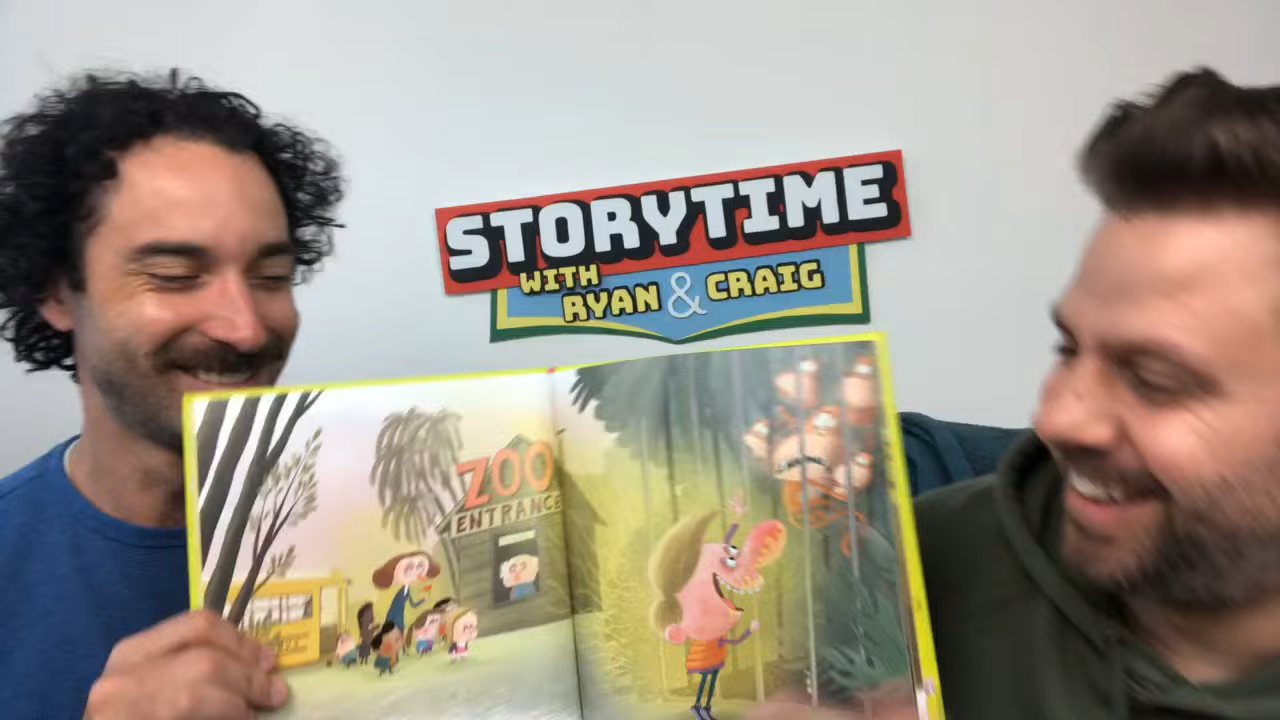 STORYTIME
WITH
RYAN & CRAIG
ZOO
ENTRANCE